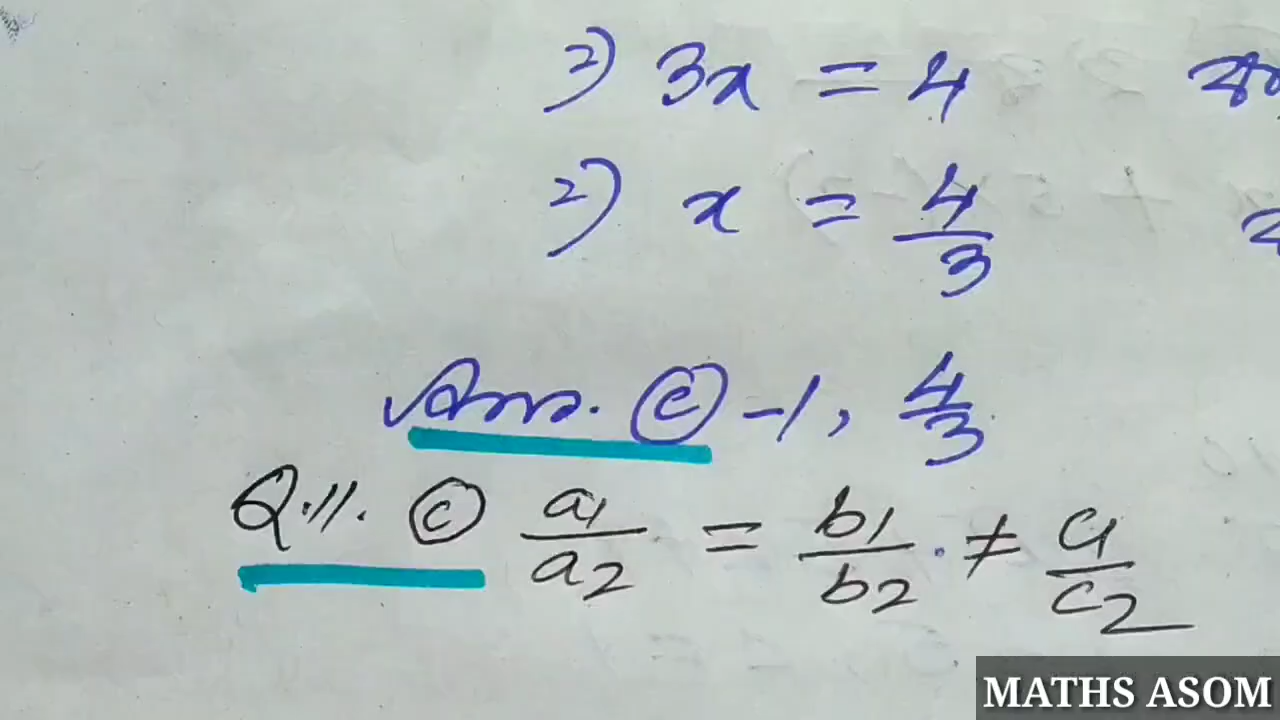 ⇒ 3x = 4
⇒ x = 4/3
Ans. ⓒ -1, 4/3
Q.11. ⓒ a1/a2 = b1/b2 ≠ c1/c2
MATHS ASOM